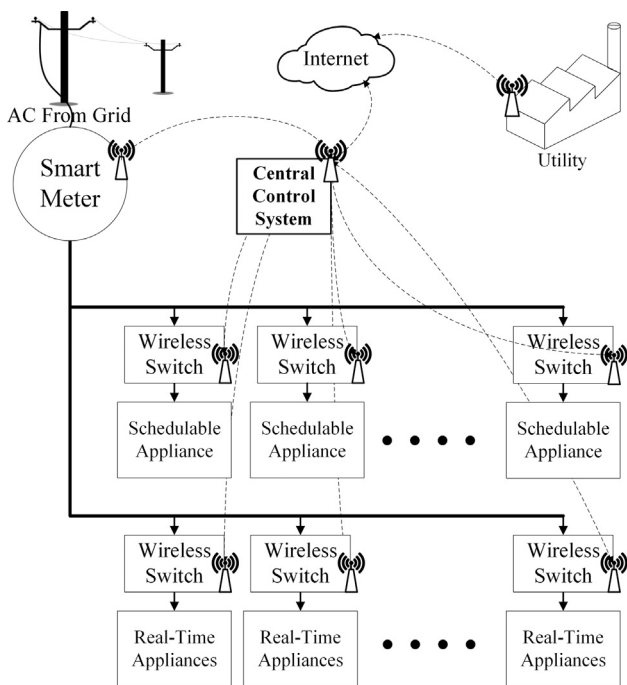 Internet
AC From Grid
Utility
Smart
Meter
Central
Control
System
Wireless
Switch
Wireless
Switch
Wireless
Switch
Schedulable
Appliance
Schedulable
Appliance
Schedulable
Appliance
Wireless
Switch
Wireless
Switch
Wireless
Switch
Real-Time
Appliances
Real-Time
Appliances
Real-Time
Appliances